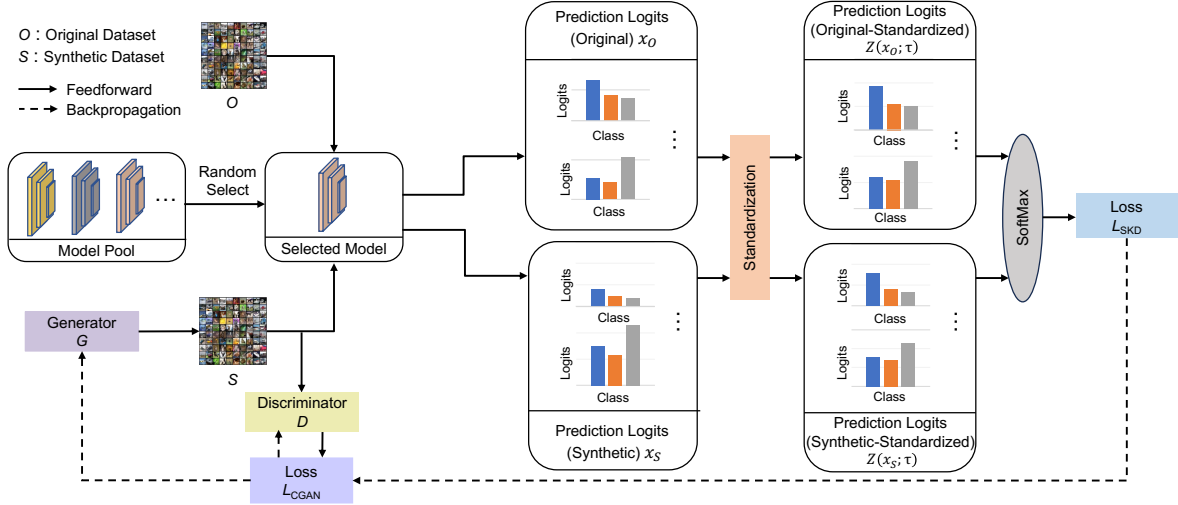 O : Original Dataset
S : Synthetic Dataset
Feedforward
Backpropagation
O
Model Pool
Random
Select
Selected Model
Generator
G
S
Discriminator
D
Loss
L_CGAN
Prediction Logits
(Original) x_O
Logits
Class
Logits
Class
Logits
Class
Logits
Class
Prediction Logits
(Synthetic) x_S
Standardization
Prediction Logits
(Original-Standardized)
Z(x_O; τ)
Logits
Class
Logits
Class
Logits
Class
Logits
Class
Prediction Logits
(Synthetic-Standardized)
Z(x_S; τ)
SoftMax
Loss
L_SKD